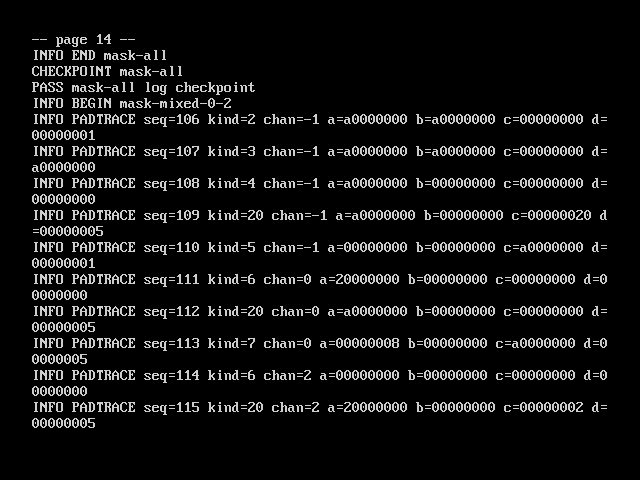 -- page 14 --
INFO END mask-all
CHECKPOINT mask-all
PASS mask-all log checkpoint
INFO BEGIN mask-mixed-0-2
INFO PADTRACE seq=106 kind=2 chan=-1 a=a0000000 b=a0000000 c=00000000 d=
00000001
INFO PADTRACE seq=107 kind=3 chan=-1 a=a0000000 b=a0000000 c=00000000 d=
a0000000
INFO PADTRACE seq=108 kind=4 chan=-1 a=a0000000 b=00000000 c=00000000 d=
00000000
INFO PADTRACE seq=109 kind=20 chan=-1 a=a0000000 b=00000000 c=00000020 d
=00000005
INFO PADTRACE seq=110 kind=5 chan=-1 a=00000000 b=00000000 c=a0000000 d=
00000001
INFO PADTRACE seq=111 kind=6 chan=0 a=20000000 b=00000000 c=00000000 d=0
0000000
INFO PADTRACE seq=112 kind=20 chan=0 a=a0000000 b=00000000 c=00000000 d=
00000005
INFO PADTRACE seq=113 kind=7 chan=0 a=00000008 b=00000000 c=a0000000 d=0
0000005
INFO PADTRACE seq=114 kind=6 chan=2 a=00000000 b=00000000 c=00000000 d=0
0000000
INFO PADTRACE seq=115 kind=20 chan=2 a=20000000 b=00000000 c=00000002 d=
00000005